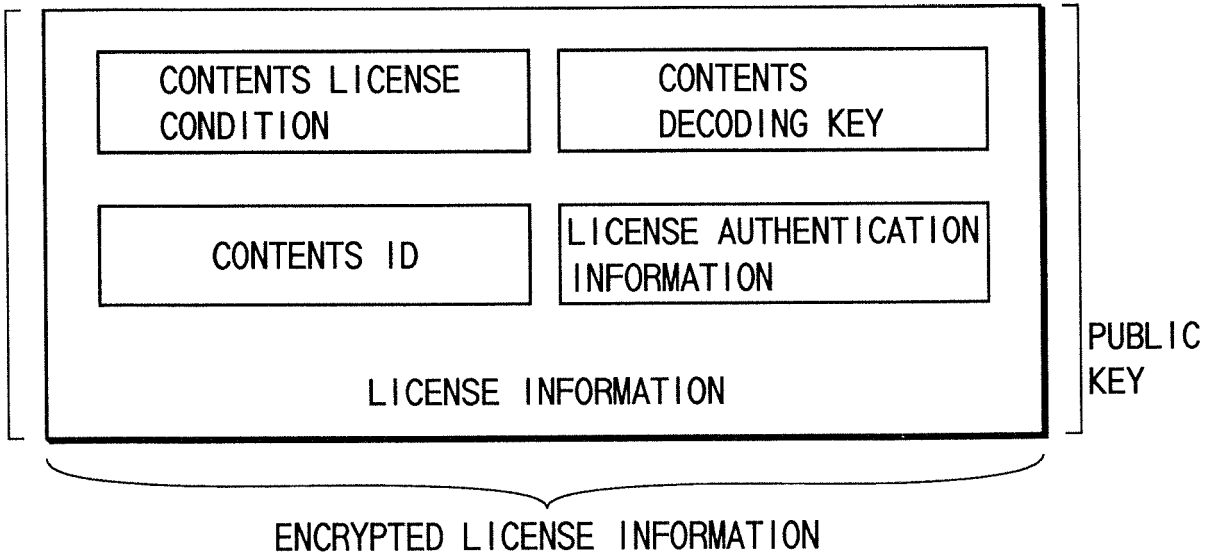 CONTENTS LICENSE
CONDITION
CONTENTS
DECODING KEY
CONTENTS ID
LICENSE AUTHENTICATION
INFORMATION
LICENSE INFORMATION
PUBLIC
KEY
ENCRYPTED LICENSE INFORMATION